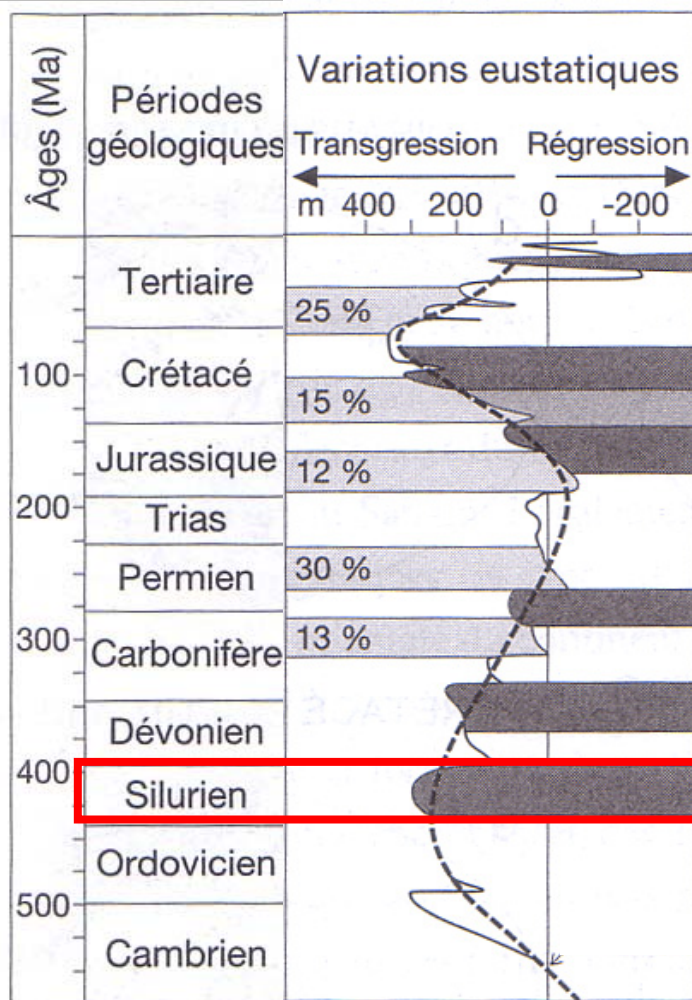 Âges (Ma)
Périodes
géologiques
Variations eustatiques
Transgression Régression
m 400 200 0 -200
Tertiaire
25 %
100
Crétacé
15 %
Jurassique
12 %
200
Trias
Permien
30 %
300
Carbonifère
13 %
Dévonien
400
Silurien
Ordovicien
500
Cambrien